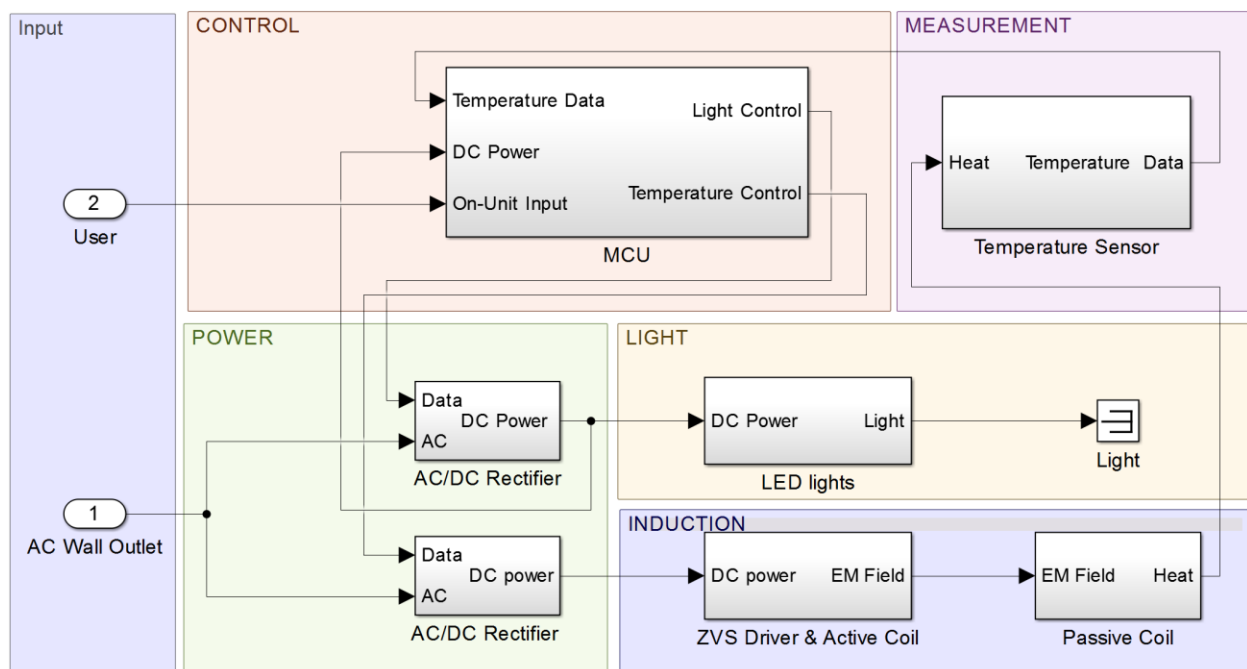 Input
2
User
1
AC Wall Outlet
CONTROL
Temperature Data
DC Power
On-Unit Input
Light Control
Temperature Control
MCU
MEASUREMENT
Heat
Temperature Data
Temperature Sensor
POWER
Data
AC
DC Power
AC/DC Rectifier
Data
AC
DC power
AC/DC Rectifier
LIGHT
DC Power
Light
LED lights
Light
INDUCTION
DC power
EM Field
ZVS Driver & Active Coil
EM Field
Heat
Passive Coil